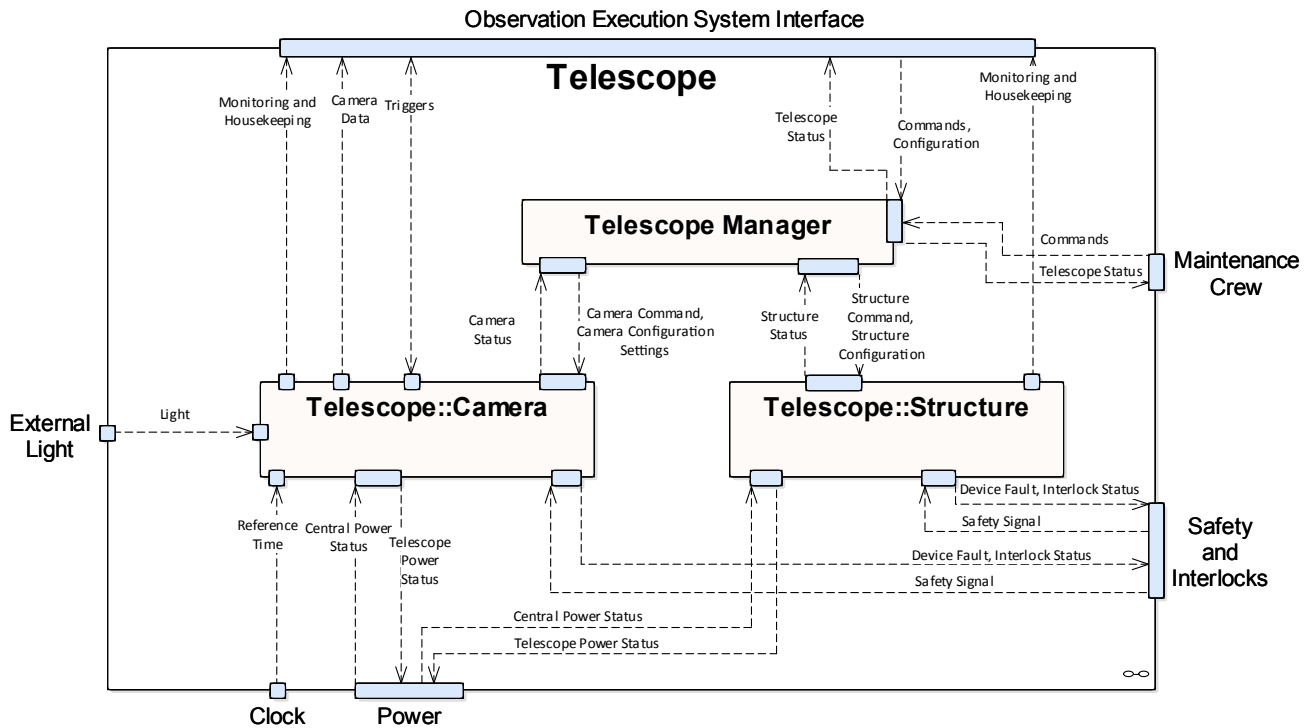 Observation Execution System Interface
Telescope
Monitoring and
Housekeeping
Camera
Data
Triggers
Telescope
Status
Commands,
Configuration
Monitoring and
Housekeeping
Telescope Manager
Commands
Telescope Status
Maintenance
Crew
Camera
Status
Camera Command,
Camera Configuration
Settings
Structure
Status
Structure
Command,
Structure
Configuration
External
Light
Light
Telescope::Camera
Telescope::Structure
Reference
Time
Central Power
Status
Telescope
Power
Status
Device Fault, Interlock Status
Safety Signal
Device Fault, Interlock Status
Safety Signal
Safety
and
Interlocks
Central Power Status
Telescope Power Status
Clock
Power